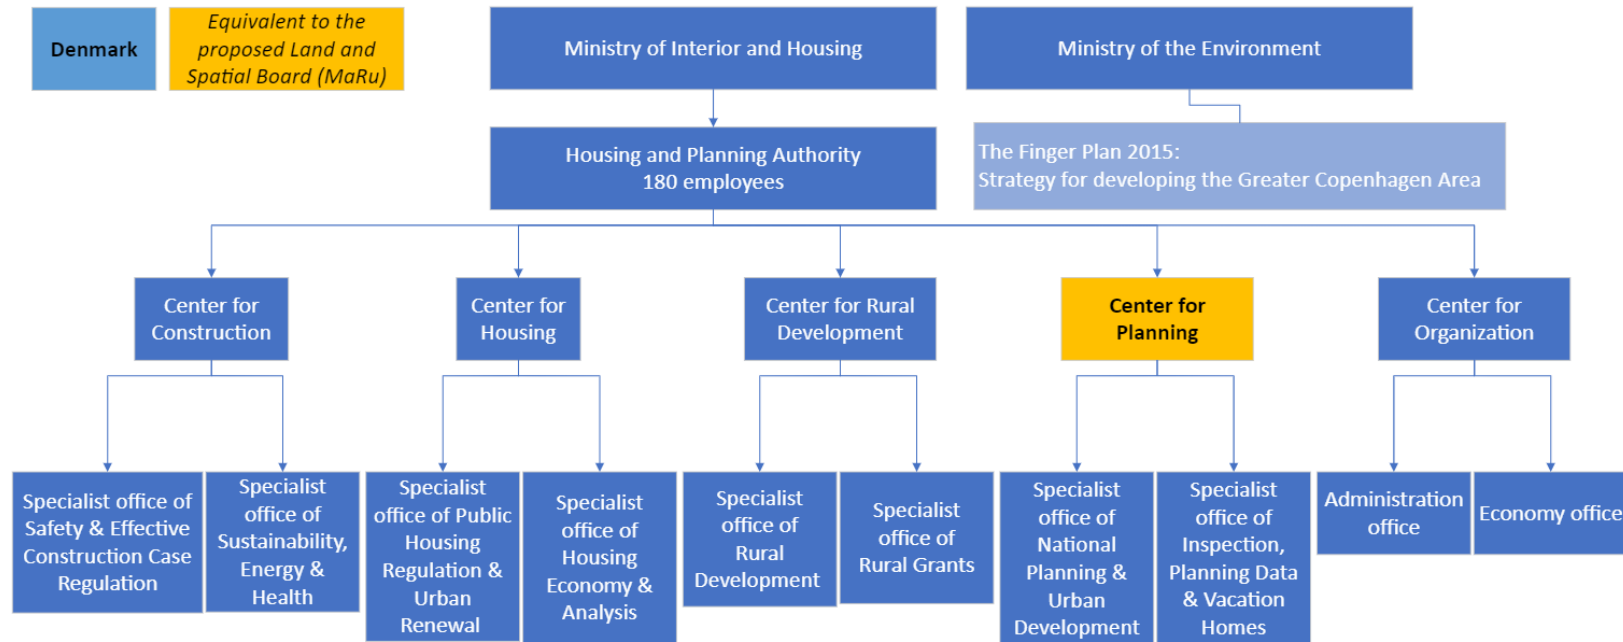 Denmark
Equivalent to the
proposed Land and
Spatial Board (MaRu)
Ministry of Interior and Housing
Ministry of the Environment
Housing and Planning Authority
180 employees
The Finger Plan 2015:
Strategy for developing the Greater Copenhagen Area
Center for
Construction
Center for
Housing
Center for Rural
Development
Center for
Planning
Center for
Organization
Specialist office of
Safety & Effective
Construction Case
Regulation
Specialist
office of
Sustainability,
Energy &
Health
Specialist
office of Public
Housing
Regulation &
Urban
Renewal
Specialist
office of
Housing
Economy &
Analysis
Specialist
office of
Rural
Development
Specialist
office of
Rural Grants
Specialist
office of
National
Planning &
Urban
Development
Specialist
office of
Inspection,
Planning Data
& Vacation
Homes
Administration
office
Economy office